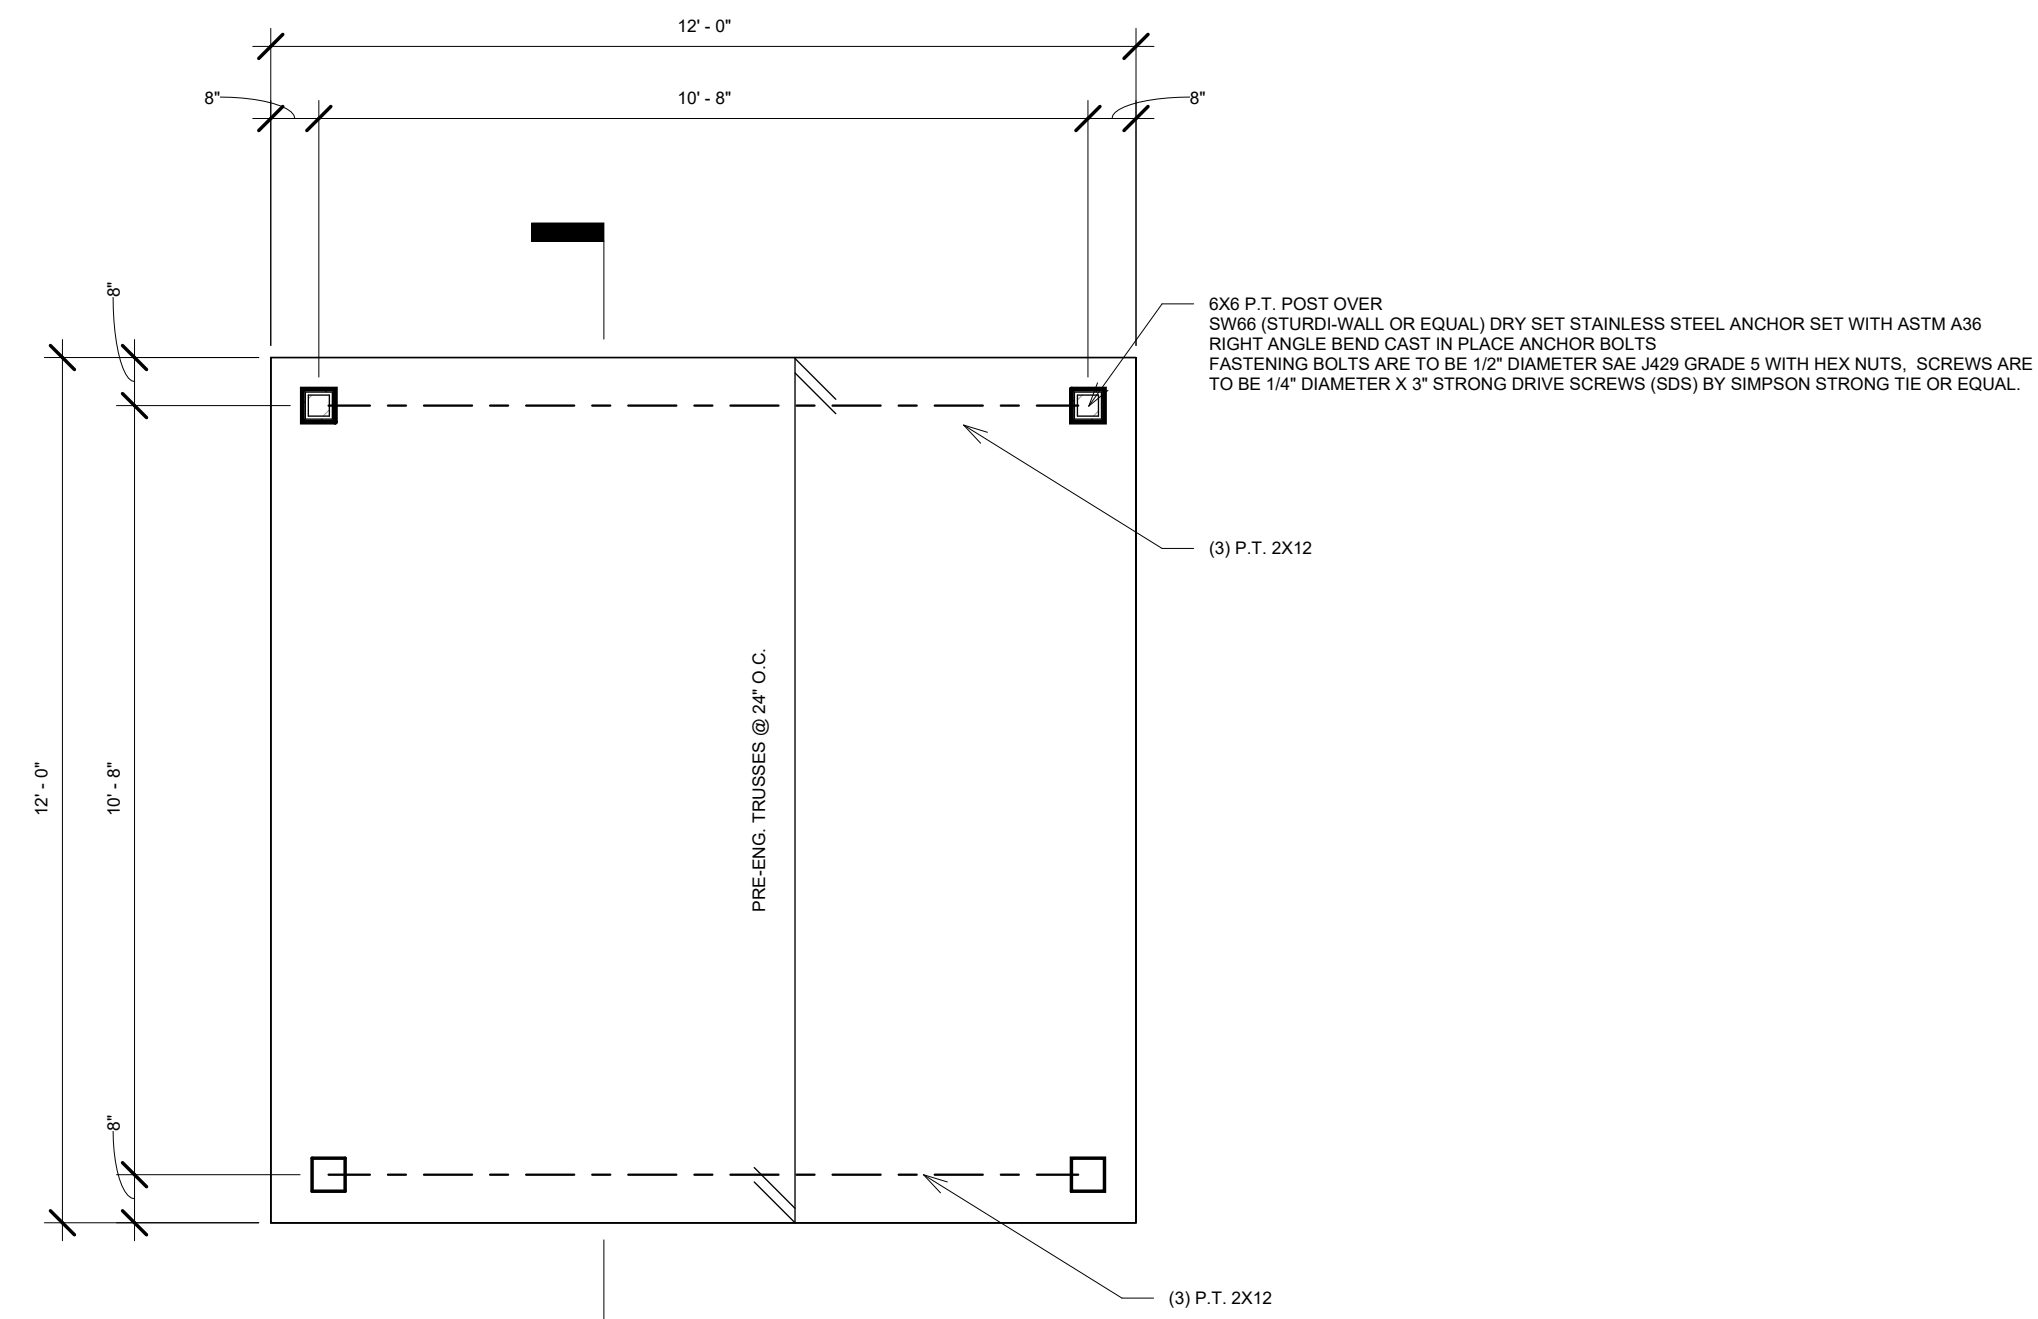 12' - 0"
8"
10' - 8"
8"
8"
6X6 P.T. POST OVER
SW66 (STURDI-WALL OR EQUAL) DRY SET STAINLESS STEEL ANCHOR SET WITH ASTM A36
RIGHT ANGLE BEND CAST IN PLACE ANCHOR BOLTS
FASTENING BOLTS ARE TO BE 1/2" DIAMETER SAE J429 GRADE 5 WITH HEX NUTS, SCREWS ARE
TO BE 1/4" DIAMETER X 3" STRONG DRIVE SCREWS (SDS) BY SIMPSON STRONG TIE OR EQUAL.
(3) P.T. 2X12
12' - 0"
10' - 8"
PRE-ENG. TRUSSES @ 24" O.C.
8"
(3) P.T. 2X12